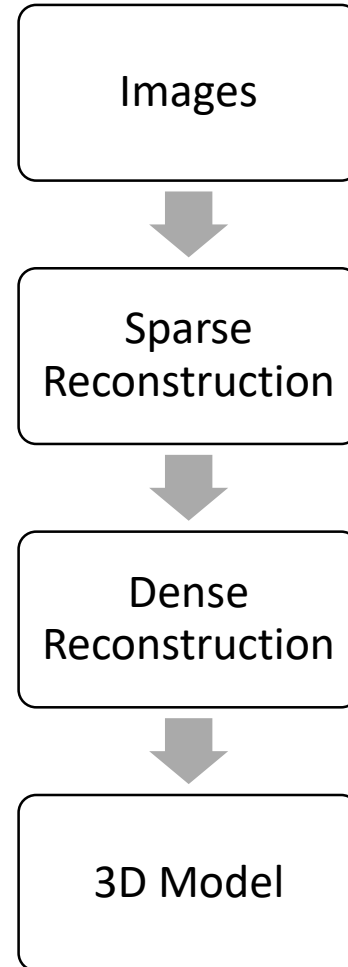 Images
Sparse
Reconstruction
Dense
Reconstruction
3D Model